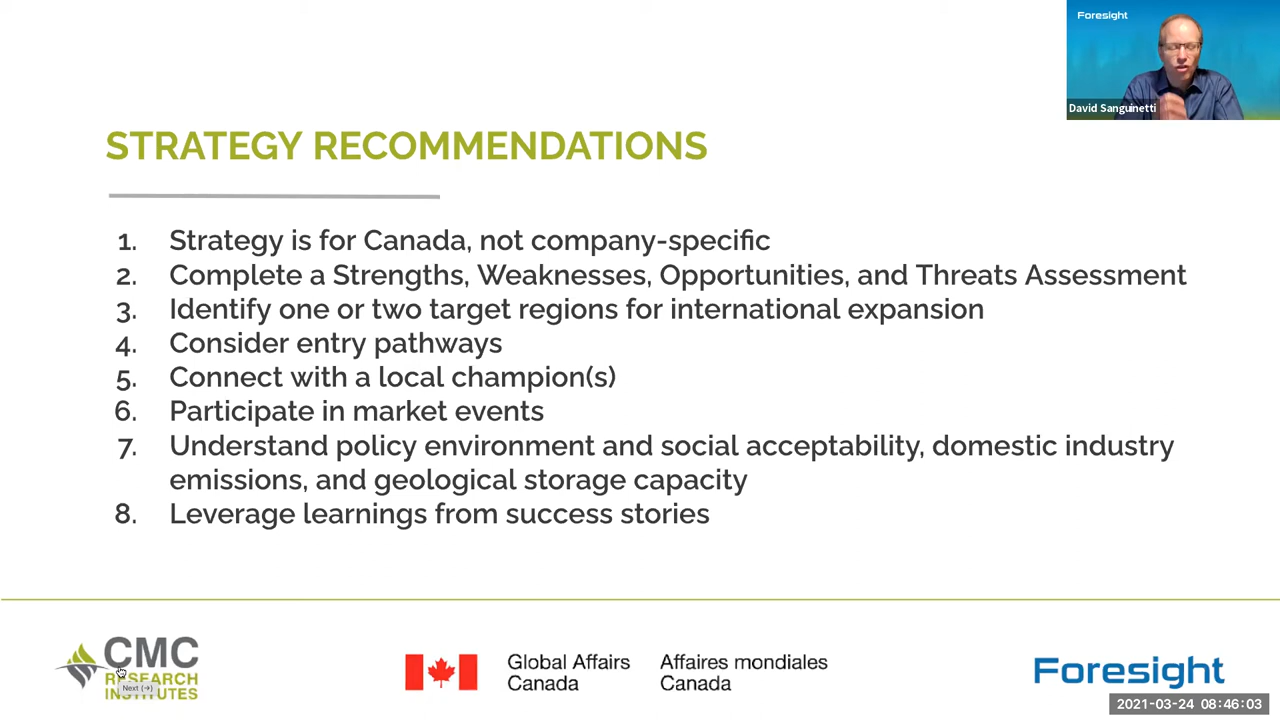 Foresight
David Sanguinetti
STRATEGY RECOMMENDATIONS
1. Strategy is for Canada, not company-specific
2. Complete a Strengths, Weaknesses, Opportunities, and Threats Assessment
3. Identify one or two target regions for international expansion
4. Consider entry pathways
5. Connect with a local champion(s)
6. Participate in market events
7. Understand policy environment and social acceptability, domestic industry
emissions, and geological storage capacity
8. Leverage learnings from success stories
CMC
RESEARCH
INSTITUTES
Next (→)
Global Affairs
Canada
Affaires mondiales
Canada
Foresight
2021-03-24 08:46:03